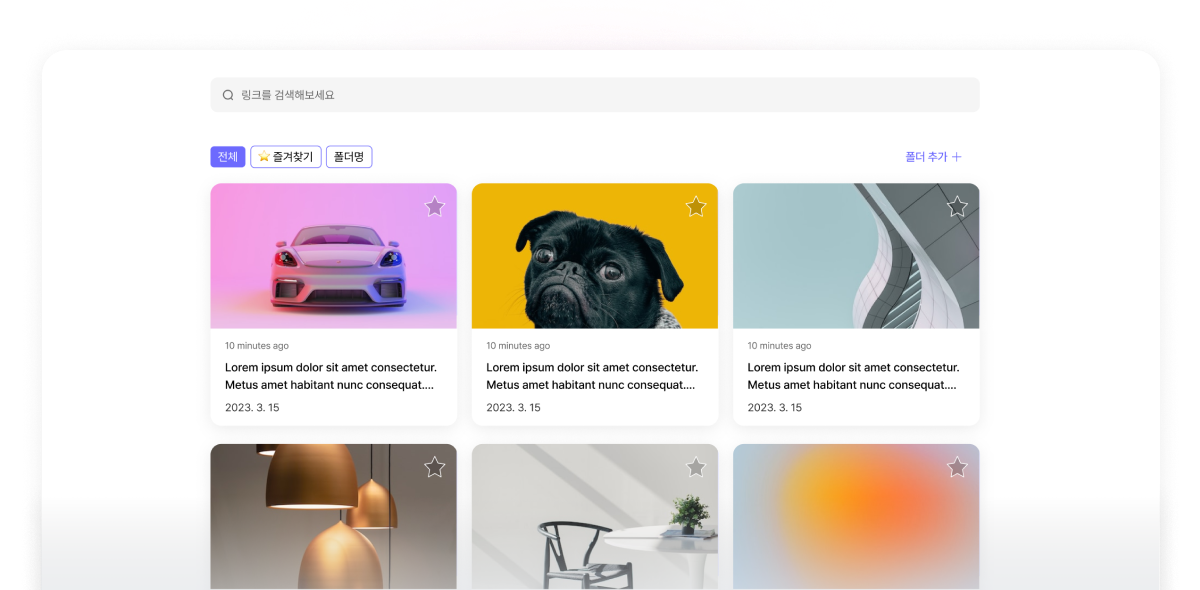 링크를 검색해보세요
전체
⭐ 즐겨찾기
폴더명
폴더 추가 +
10 minutes ago
Lorem ipsum dolor sit amet consectetur.
Metus amet habitant nunc consequat....
2023. 3. 15
10 minutes ago
Lorem ipsum dolor sit amet consectetur.
Metus amet habitant nunc consequat....
2023. 3. 15
10 minutes ago
Lorem ipsum dolor sit amet consectetur.
Metus amet habitant nunc consequat....
2023. 3. 15